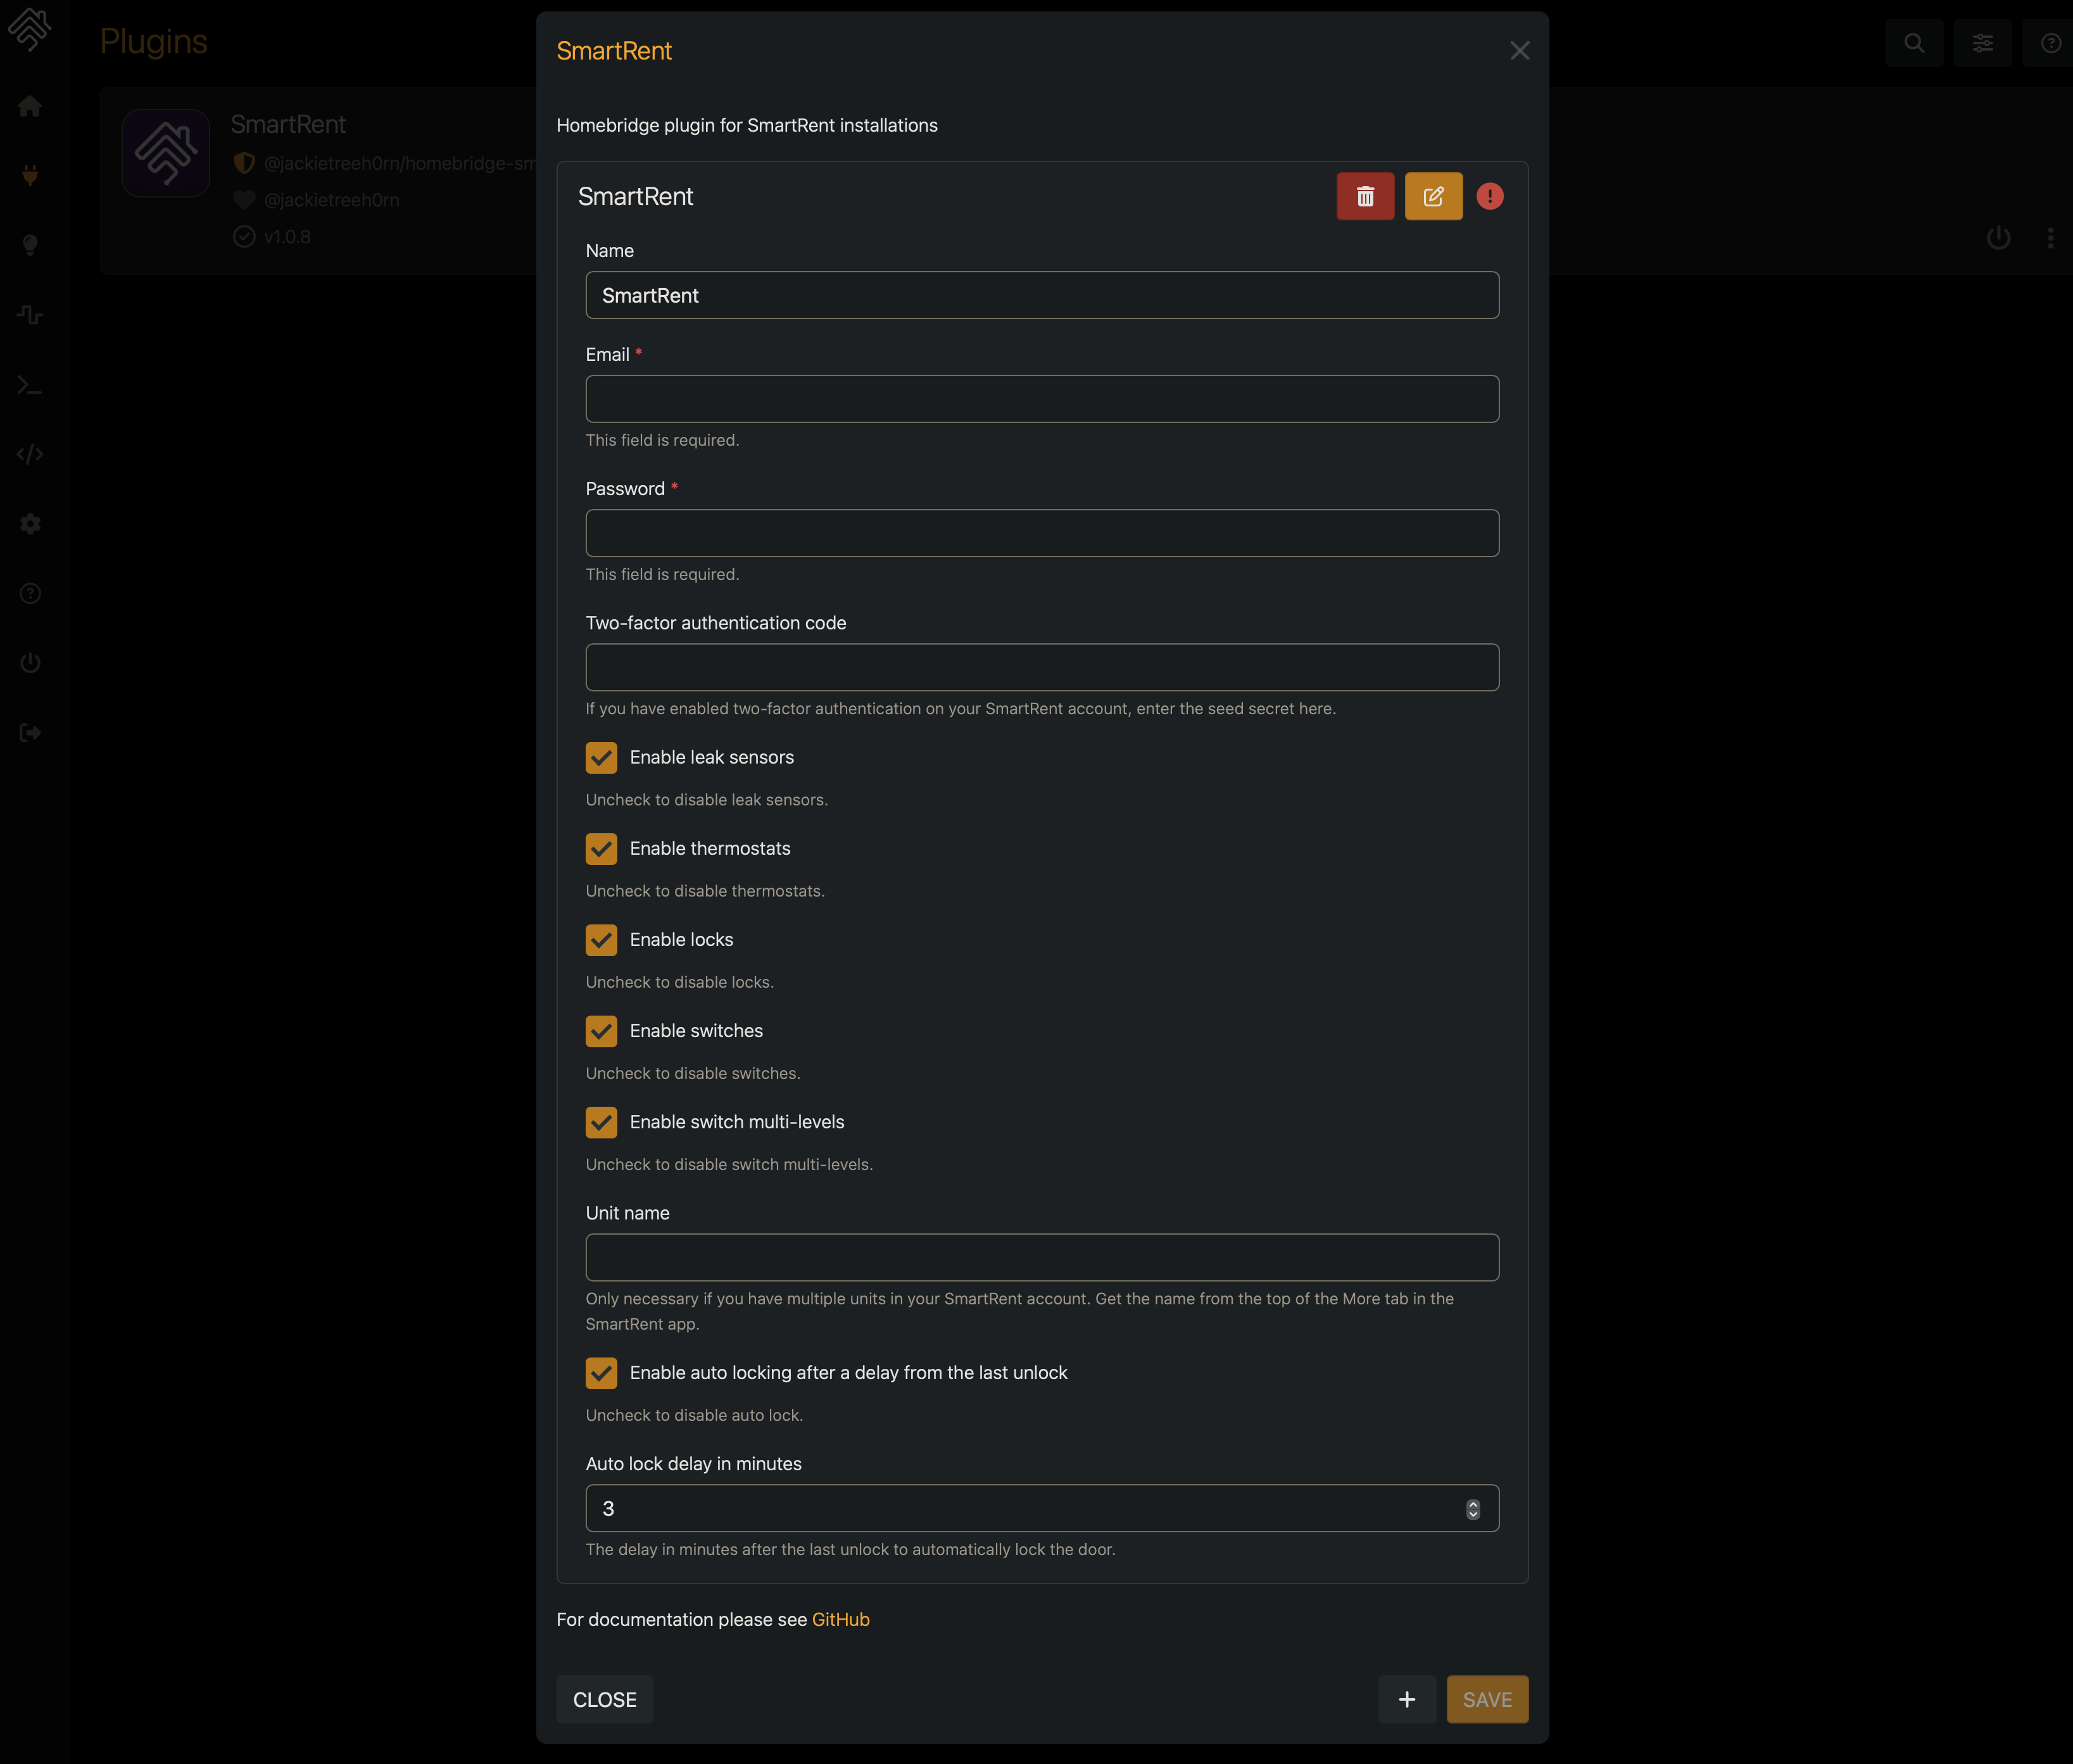 Plugins
SmartRent
@jackietreeh0rn/homebridge-sm
@jackietreeh0rn
v1.0.8
SmartRent
Homebridge plugin for SmartRent installations
SmartRent
Name
SmartRent
Email *
This field is required.
Password *
This field is required.
Two-factor authentication code
If you have enabled two-factor authentication on your SmartRent account, enter the seed secret here.
Enable leak sensors
Uncheck to disable leak sensors.
Enable thermostats
Uncheck to disable thermostats.
Enable locks
Uncheck to disable locks.
Enable switches
Uncheck to disable switches.
Enable switch multi-levels
Uncheck to disable switch multi-levels.
Unit name
Only necessary if you have multiple units in your SmartRent account. Get the name from the top of the More tab in the
SmartRent app.
Enable auto locking after a delay from the last unlock
Uncheck to disable auto lock.
Auto lock delay in minutes
3
The delay in minutes after the last unlock to automatically lock the door.
For documentation please see GitHub
CLOSE
SAVE